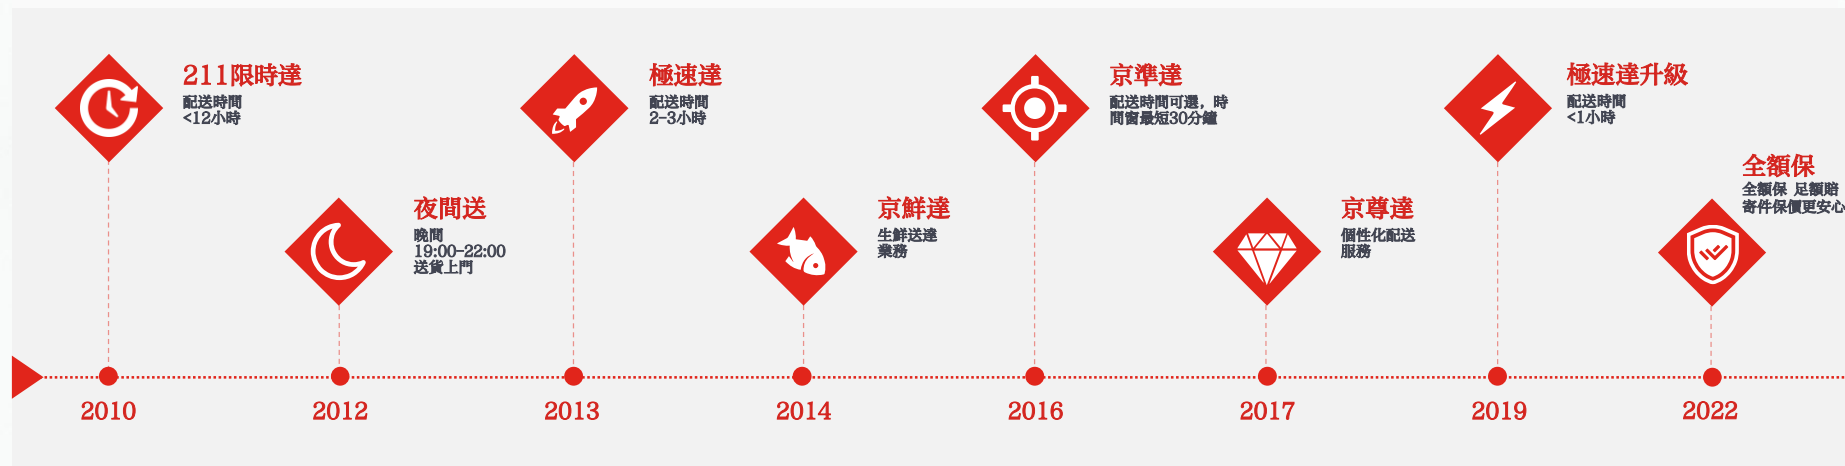 211限時達
配送時間
<12小時
夜間送
晚間
19:00-22:00
送貨上門
極速達
配送時間
2-3小時
京鮮達
生鮮送達
業務
京準達
配送時間可選，時
間窗最短30分鐘
京尊達
個性化配送
服務
極速達升級
配送時間
<1小時
全額保
全額保 足額賠
寄件保價更安心
2010
2012
2013
2014
2016
2017
2019
2022